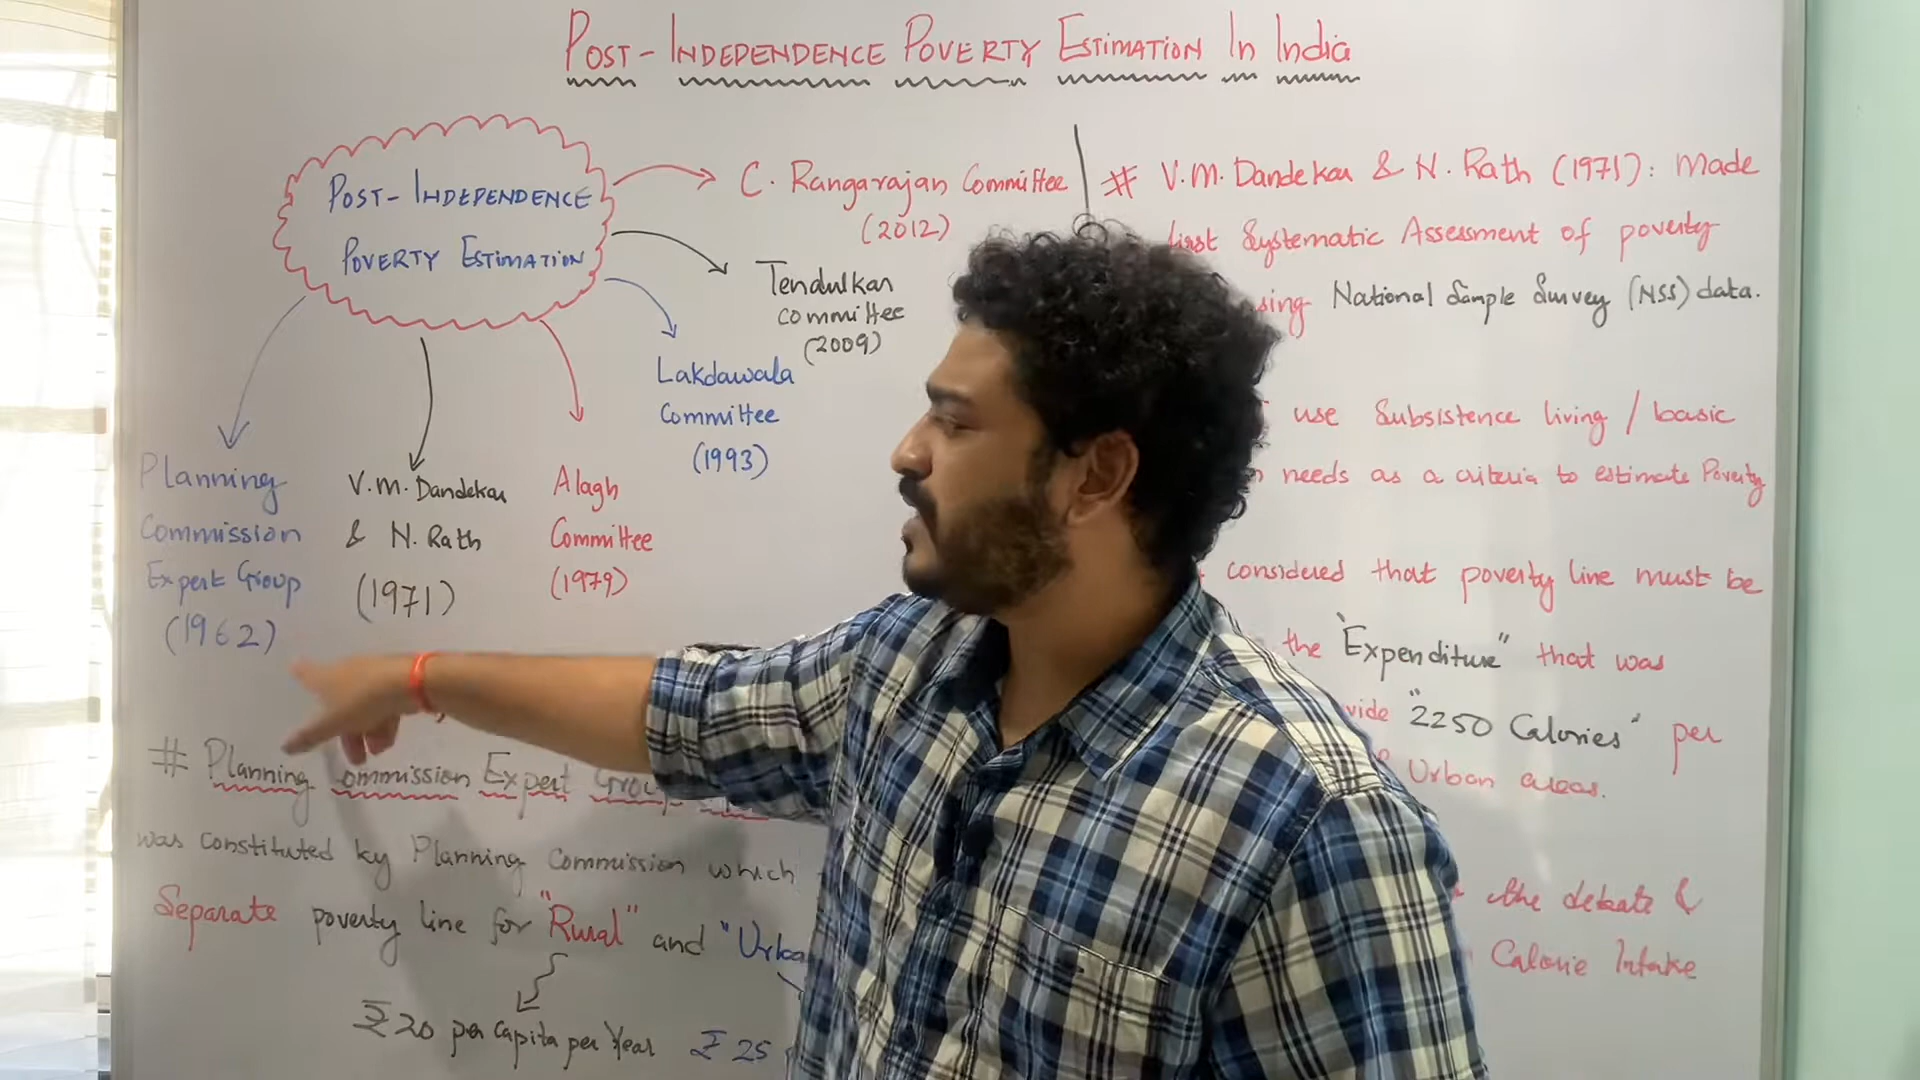 POST-INDEPENDENCE POVERTY ESTIMATION IN India
POST-INDEPENDENCE
POVERTY ESTIMATION
C. Rangarajan Committee
(2012)
Tendulkar
committee
(2009)
Lakdawala
Committee
(1993)
Alagh
Committee
(1979)
V.M. Dandekar
& N. Rath
(1971)
Planning
Commission
Expert Group
(1962)
# Planning Commission Expert
was constituted by Planning Commission which
Separate poverty line for "Rural" and
₹20 per capita per Year
₹ 25
# V.M. Dandekar & N. Rath (1971): Made
first Systematic Assessment of poverty
National Sample Survey (NSS) data.
use Subsistence living / basic
needs as a criteria to estimate Poverty
considered that poverty line must be
the "Expenditure" that was
"2250 Calories" per
Urban areas.
the debate &
Calorie Intake